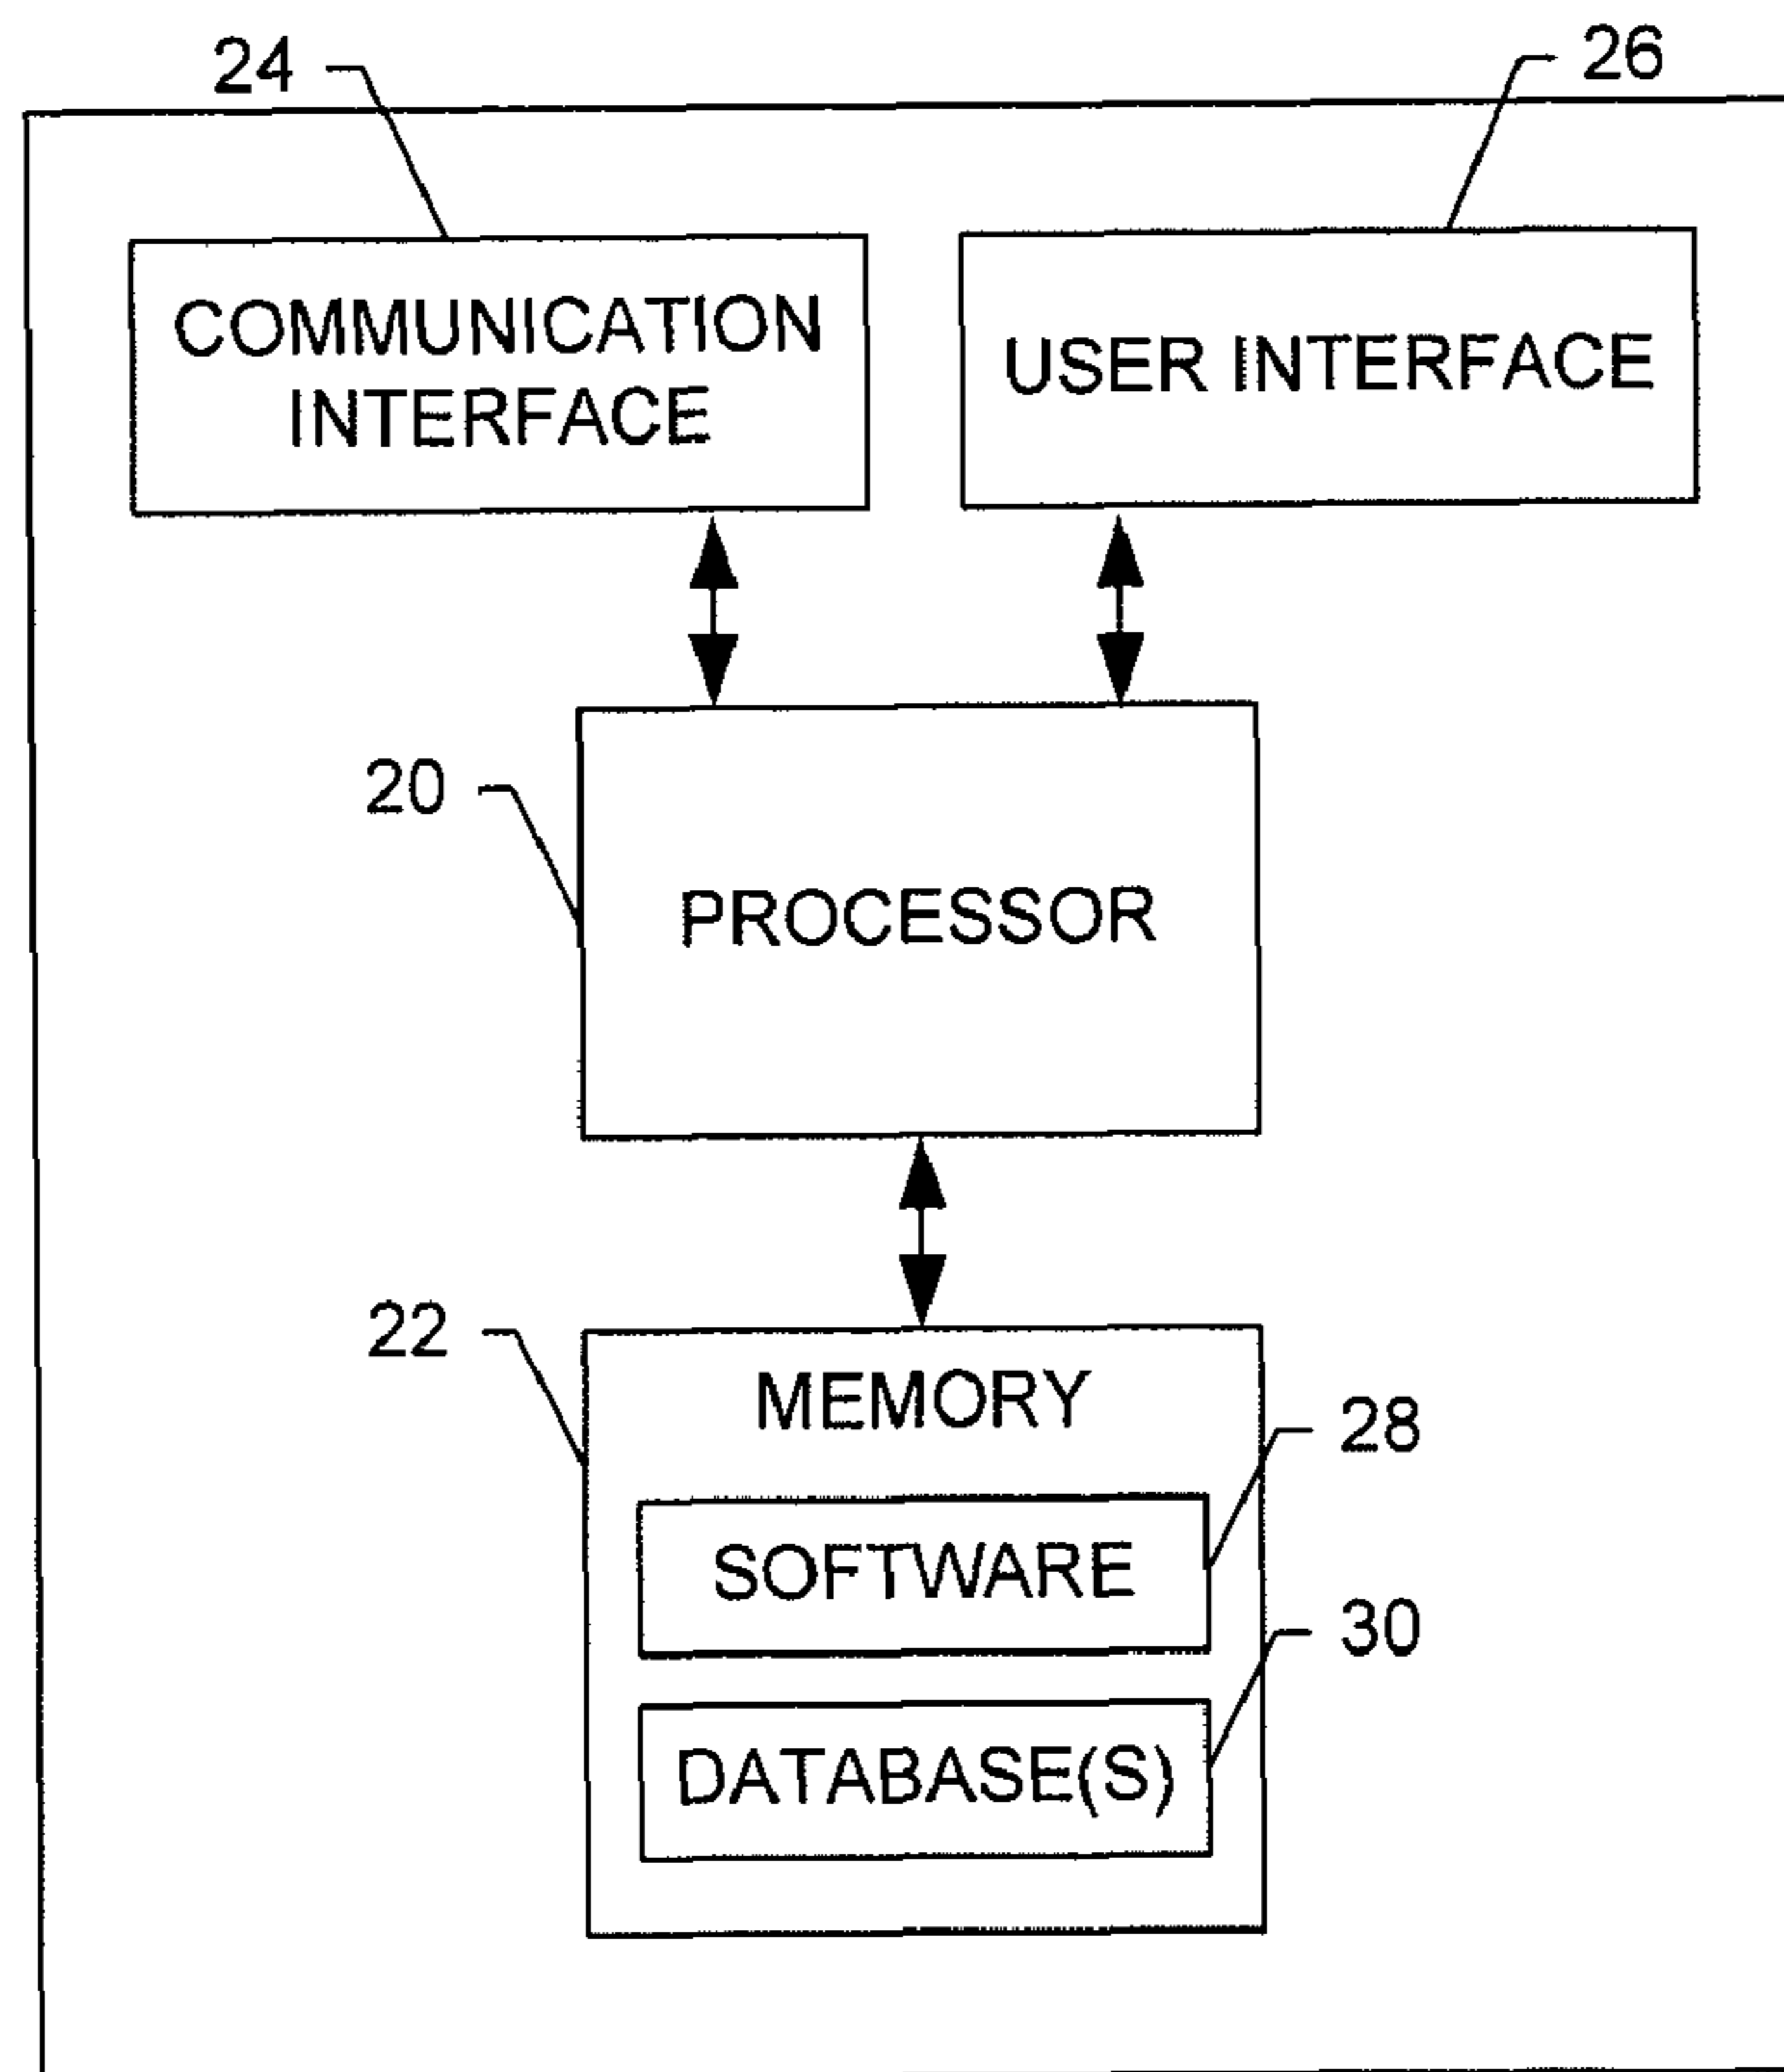 24
26
COMMUNICATION
INTERFACE
USER INTERFACE
20
PROCESSOR
22
MEMORY
28
SOFTWARE
30
DATABASE(S)